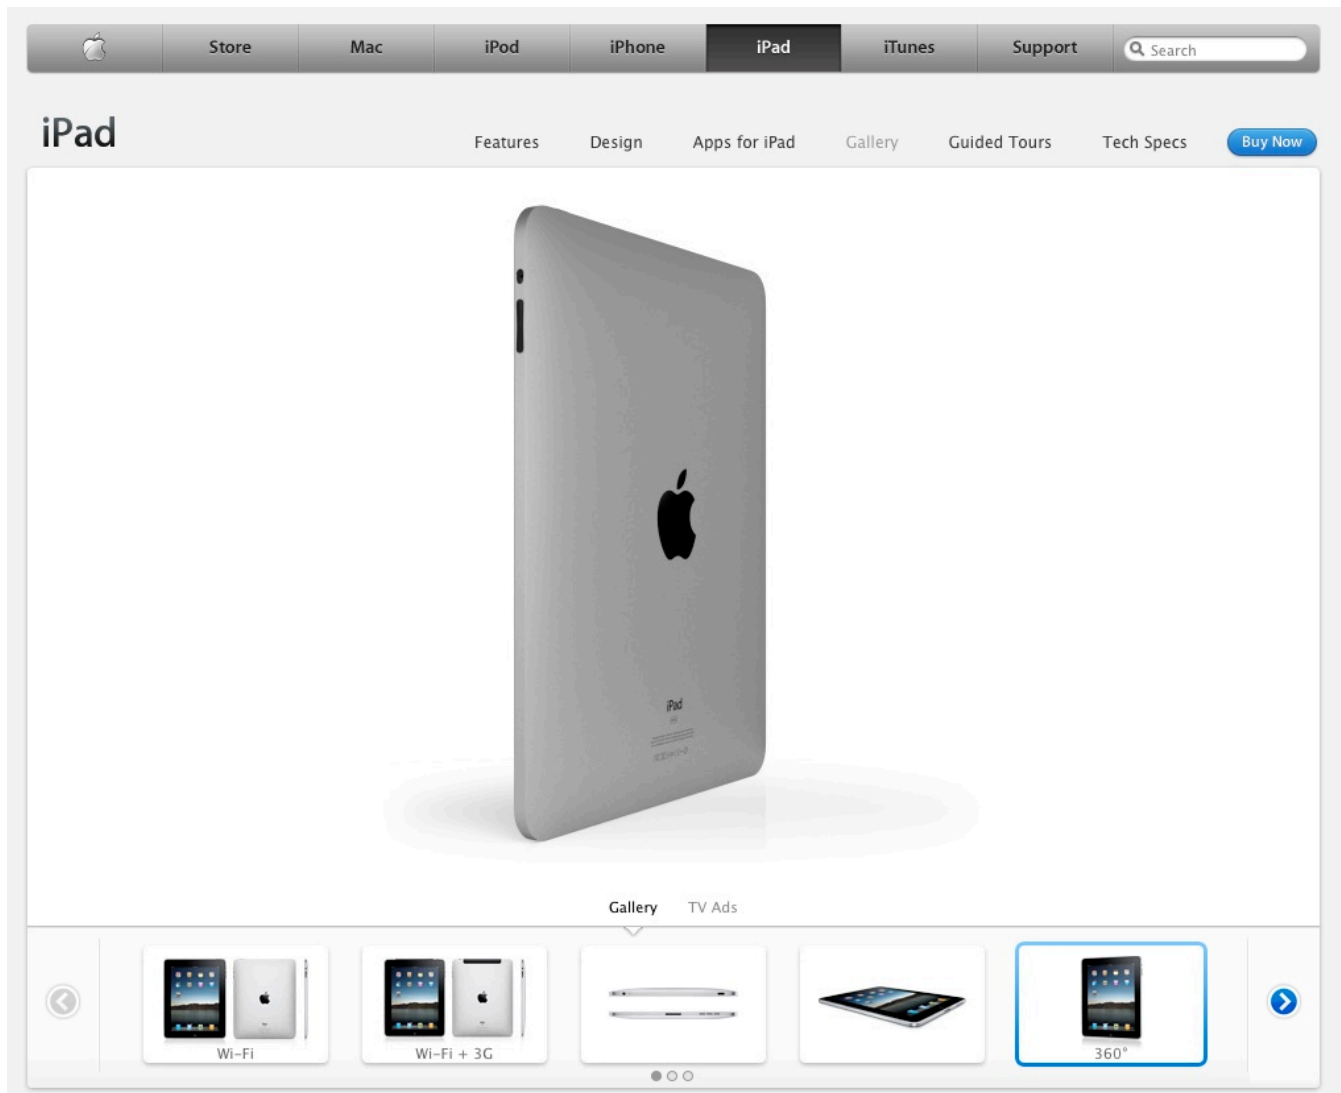 Store Mac iPod iPhone iPad iTunes Support Search
iPad
Features Design Apps for iPad Gallery Guided Tours Tech Specs Buy Now
iPad
Gallery TV Ads
Wi-Fi Wi-Fi + 3G 360°